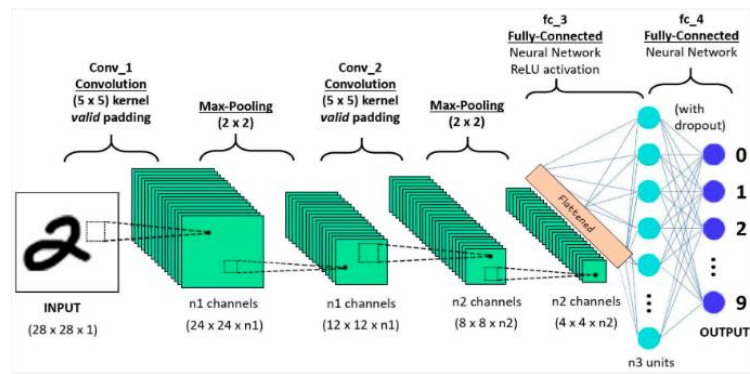 fc_3
Fully-Connected
Neural Network
ReLU activation
fc_4
Fully-Connected
Neural Network
Conv_1
Convolution
(5 x 5) kernel
valid padding
Max-Pooling
(2 x 2)
Conv_2
Convolution
(5 x 5) kernel
valid padding
Max-Pooling
(2 x 2)
(with
dropout)
2
Flattened
0
1
2
9
INPUT
(28 x 28 x 1)
n1 channels
(24 x 24 x n1)
n1 channels
(12 x 12 x n1)
n2 channels
(8 x 8 x n2)
n2 channels
(4 x 4 x n2)
n3 units
OUTPUT